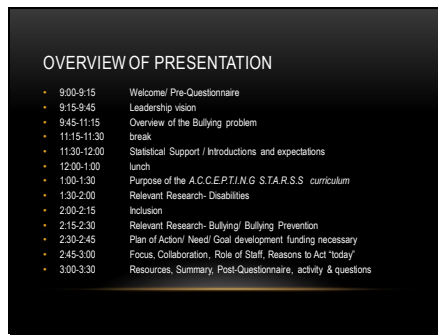 OVERVIEW OF PRESENTATION
• 9:00-9:15 Welcome/ Pre-Questionnaire
• 9:15-9:45 Leadership vision
• 9:45-11:15 Overview of the Bullying problem
• 11:15-11:30 break
• 11:30-12:00 Statistical Support / Introductions and expectations
• 12:00-1:00 lunch
• 1:00-1:30 Purpose of the A.C.C.E.P.T.I.N.G S.T.A.R.S.S curriculum
• 1:30-2:00 Relevant Research- Disabilities
• 2:00-2:15 Inclusion
• 2:15-2:30 Relevant Research- Bullying/ Bullying Prevention
• 2:30-2:45 Plan of Action/ Need/ Goal development funding necessary
• 2:45-3:00 Focus, Collaboration, Role of Staff, Reasons to Act “today”
• 3:00-3:30 Resources, Summary, Post-Questionnaire, activity & questions